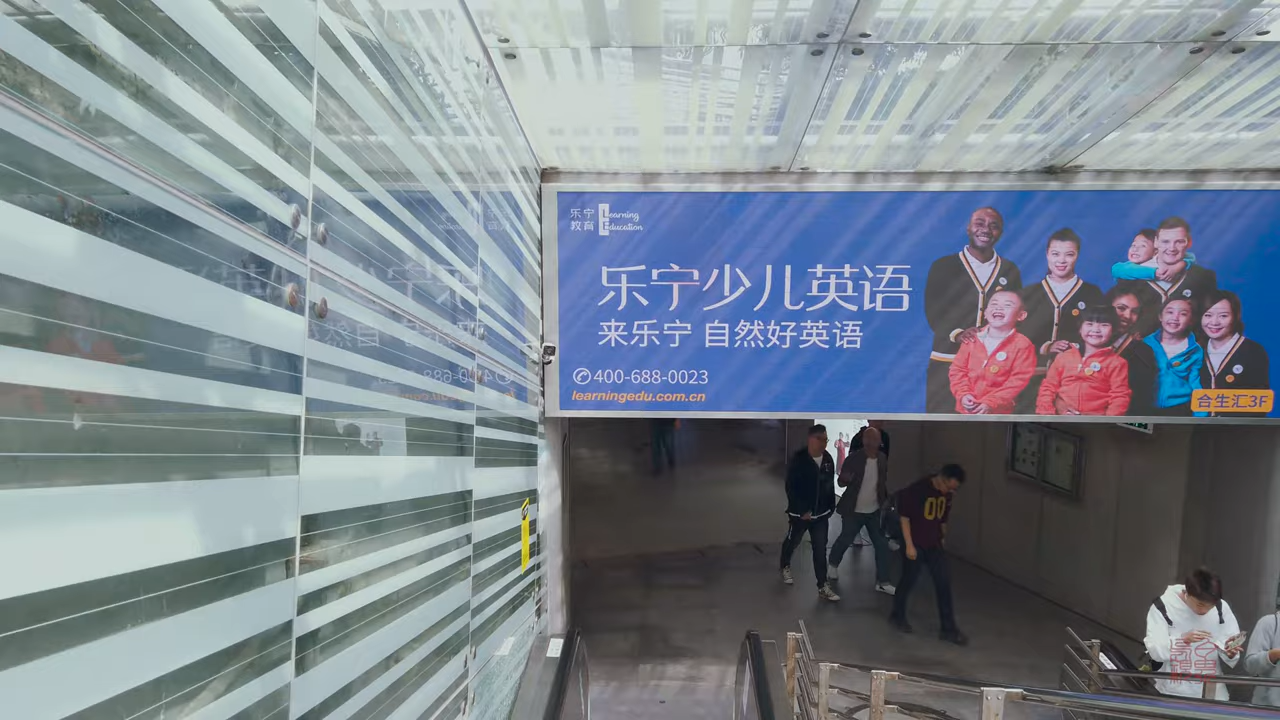 乐宁
教育
Learning
Education
乐宁少儿英语
来乐宁 自然好英语
400-688-0023
learningedu.com.cn
合生汇3F
00